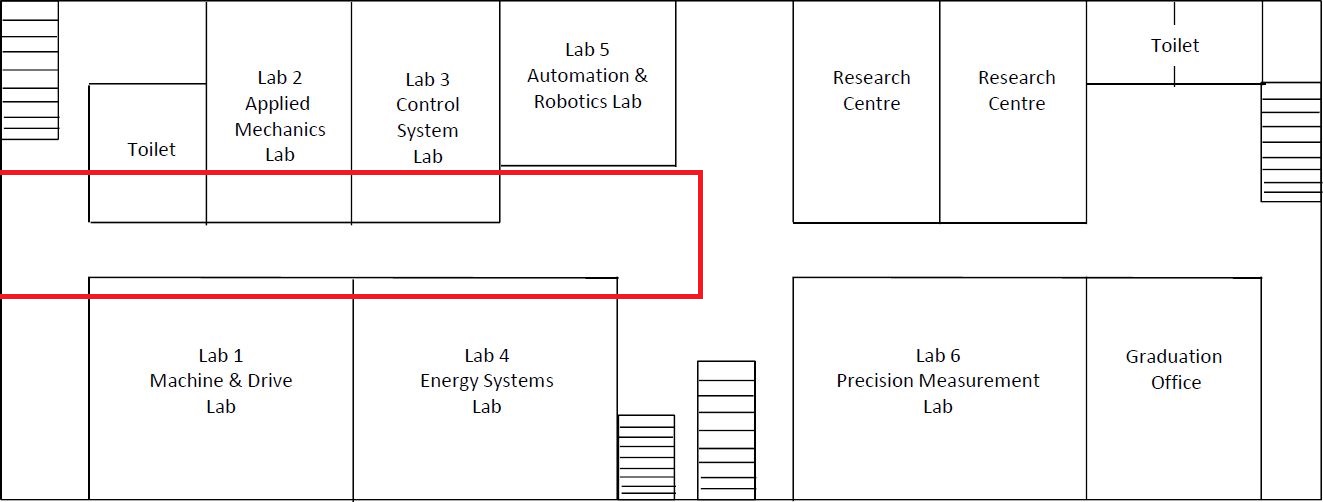 Lab 2
Applied
Mechanics
Lab
Lab 3
Control
System
Lab
Lab 5
Automation &
Robotics Lab
Research
Centre
Research
Centre
Toilet
Toilet
Lab 1
Machine & Drive
Lab
Lab 4
Energy Systems
Lab
Lab 6
Precision Measurement
Lab
Graduation
Office